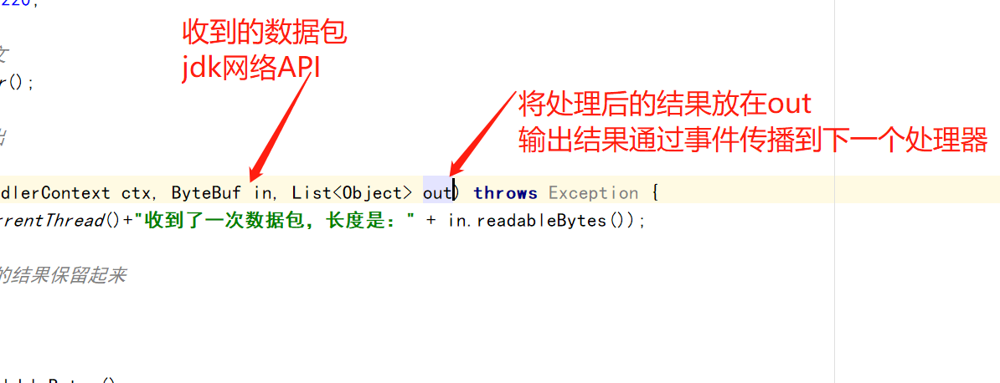 220;
收到的数据包
jdk网络API
文
r();
将处理后的结果放在out
输出结果通过事件传播到下一个处理器
出
dlerContext ctx, ByteBuf in, List<Object> out) throws Exception {
rrentThread()+"收到了一次数据包，长度是：" + in.readableBytes());
的结果保留起来